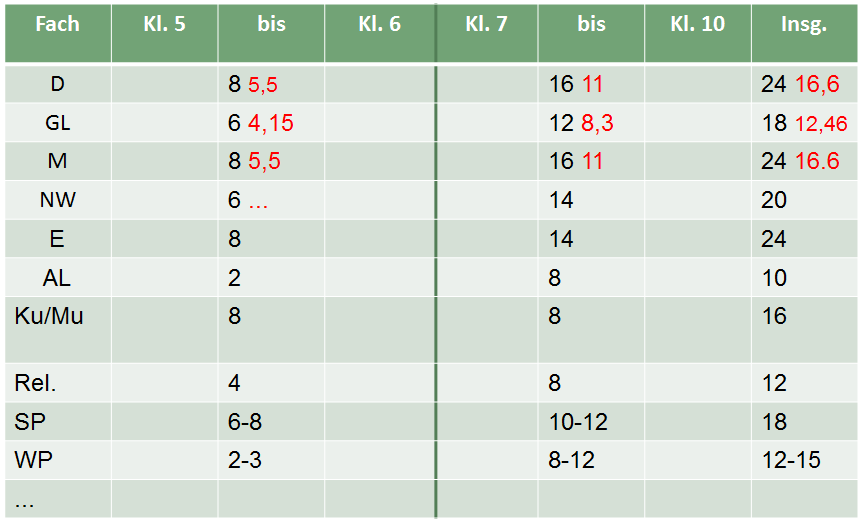 Fach Kl. 5 bis Kl. 6 Kl. 7 bis Kl. 10 Insg.
D 8 5,5 16 11 24 16,6
GL 6 4,15 12 8,3 18 12,46
M 8 5,5 16 11 24 16.6
NW 6 ... 14 20
E 8 14 24
AL 2 8 10
Ku/Mu 8 8 16
Rel. 4 8 12
SP 6-8 10-12 18
WP 2-3 8-12 12-15
...